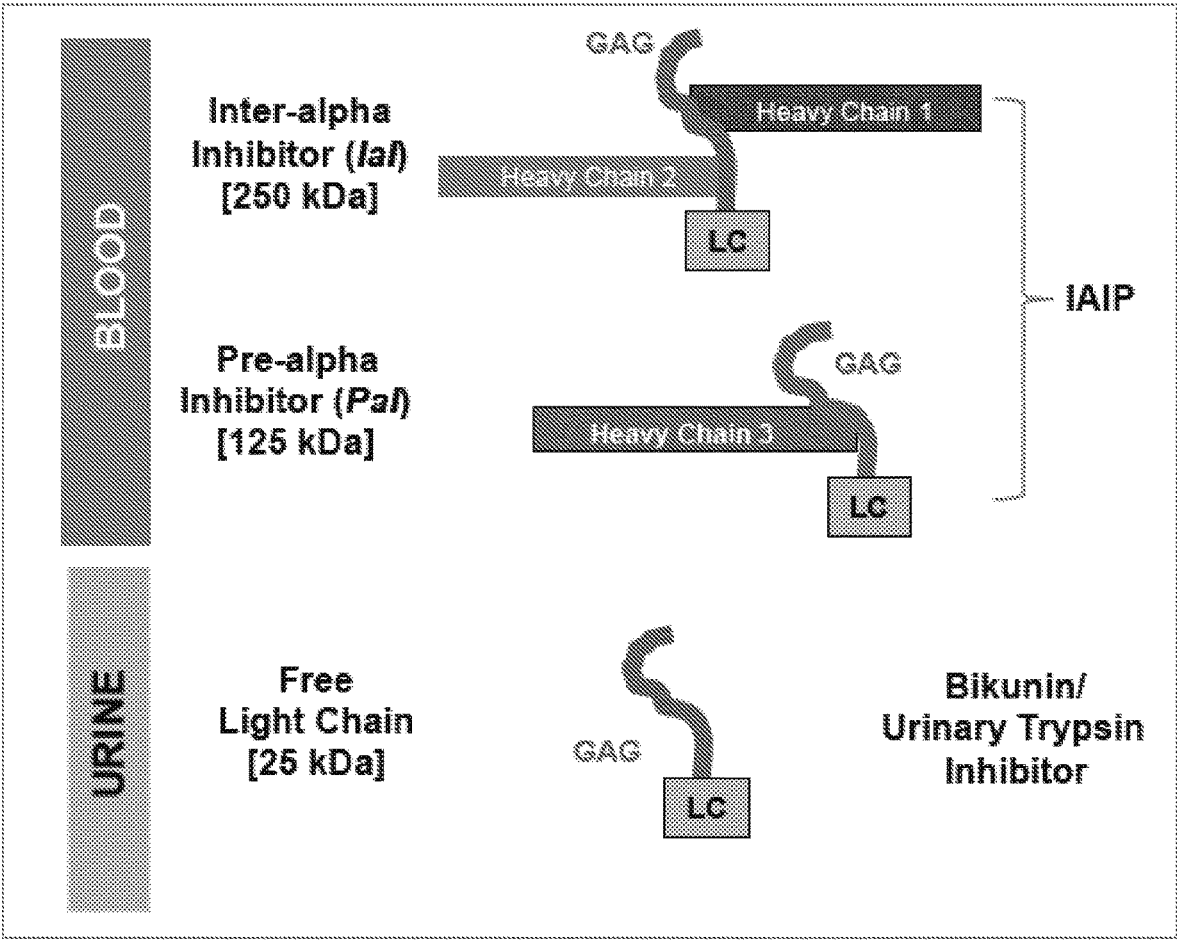 BLOOD
Inter-alpha
Inhibitor (IaI)
[250 kDa]
GAG
Heavy Chain 1
Heavy Chain 2
LC
IAIP
Pre-alpha
Inhibitor (PaI)
[125 kDa]
GAG
Heavy Chain 3
LC
URINE
Free
Light Chain
[25 kDa]
GAG
LC
Bikunin/
Urinary Trypsin
Inhibitor